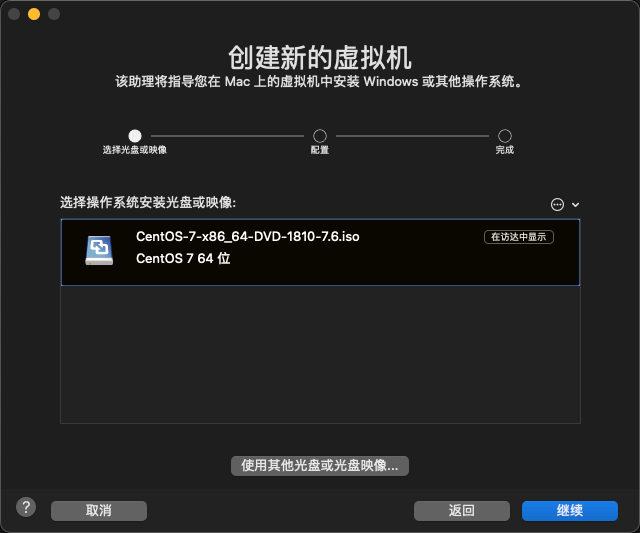 创建新的虚拟机
该助理将指导您在 Mac 上的虚拟机中安装 Windows 或其他操作系统。
选择光盘或映像
配置
完成
选择操作系统安装光盘或映像:
CentOS-7-x86_64-DVD-1810-7.6.iso
在访达中显示
CentOS 7 64 位
使用其他光盘或光盘映像...
?
取消
返回
继续